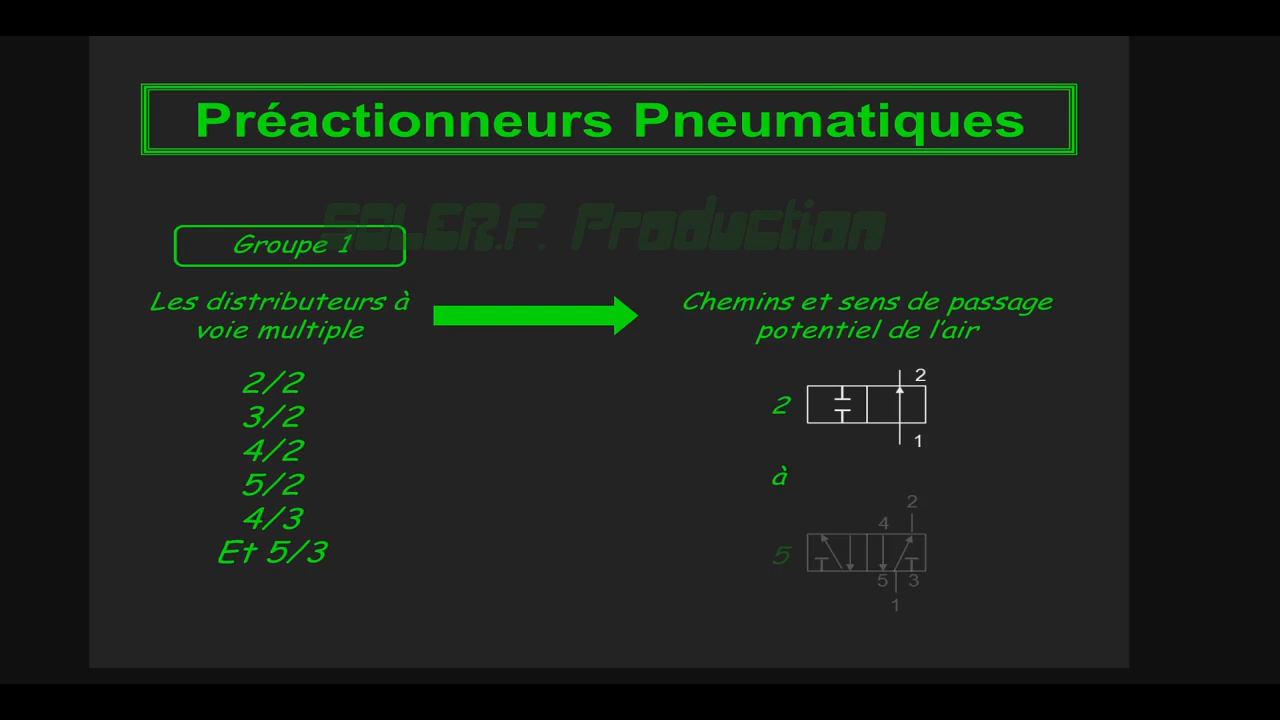 Préactionneurs Pneumatiques
SOLER.F. Production
Groupe 1
Les distributeurs à
voie multiple
2/2
3/2
4/2
5/2
4/3
Et 5/3
Chemins et sens de passage
potentiel de l'air
2
2
1
à
2
4
5
5 3
1